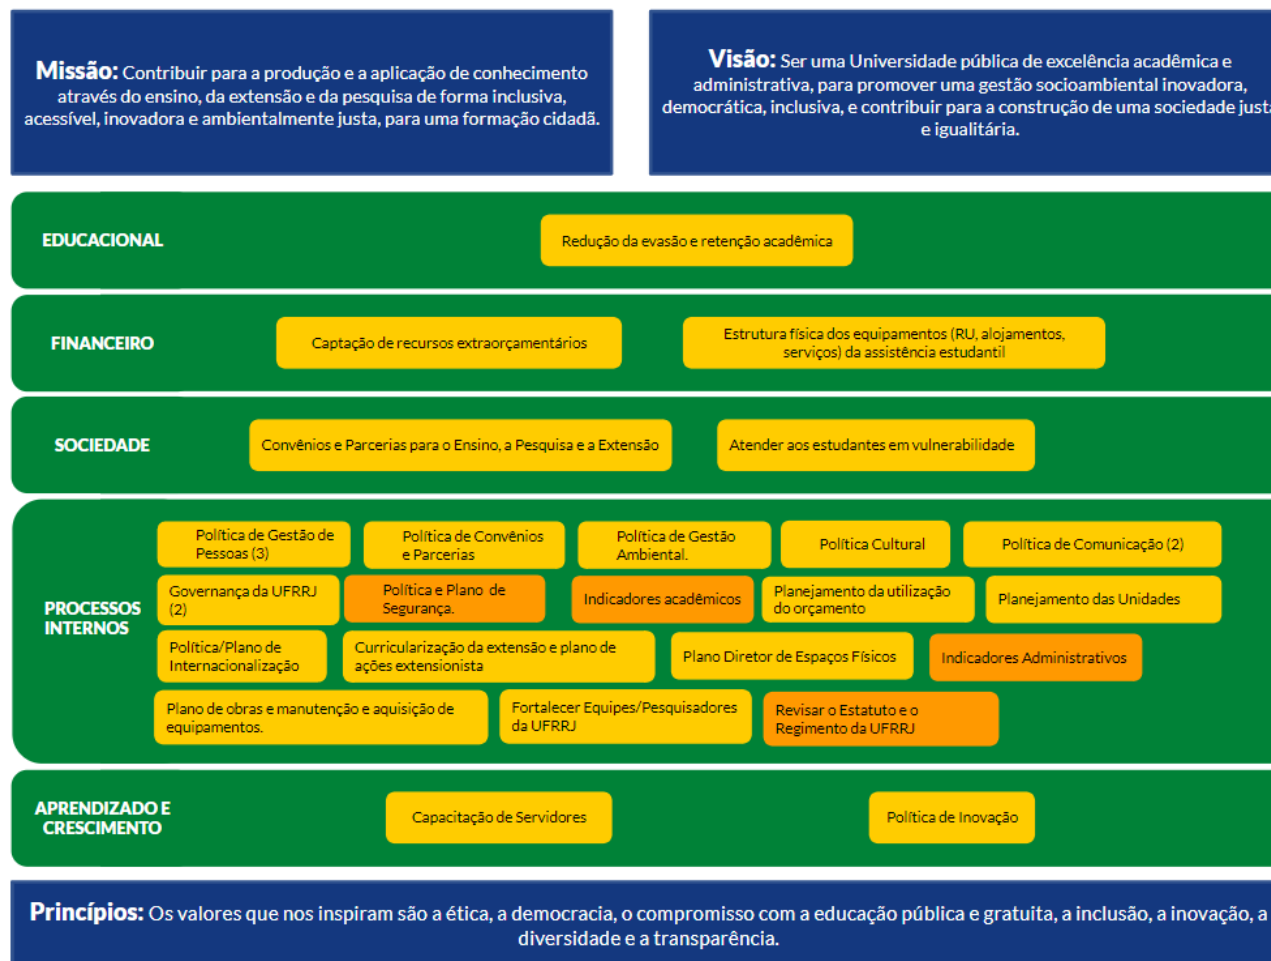 Missão: Contribuir para a produção e a aplicação de conhecimento
através do ensino, da extensão e da pesquisa de forma inclusiva,
acessível, inovadora e ambientalmente justa, para uma formação cidadã.
Visão: Ser uma Universidade pública de excelência acadêmica e
administrativa, para promover uma gestão socioambiental inovadora,
democrática, inclusiva, e contribuir para a construção de uma sociedade justa
e igualitária.
EDUCACIONAL
Redução da evasão e retenção acadêmica
FINANCEIRO
Captação de recursos extraorçamentários
Estrutura física dos equipamentos (RU, alojamentos,
serviços) da assistência estudantil
SOCIEDADE
Convênios e Parcerias para o Ensino, a Pesquisa e a Extensão
Atender aos estudantes em vulnerabilidade
PROCESSOS
INTERNOS
Política de Gestão de
Pessoas (3)
Política de Convênios
e Parcerias
Política de Gestão
Ambiental.
Política Cultural
Política de Comunicação (2)
Governança da UFRRJ
(2)
Política e Plano de
Segurança.
Indicadores acadêmicos
Planejamento da utilização
do orçamento
Planejamento das Unidades
Política/Plano de
Internacionalização
Curricularização da extensão e plano de
ações extensionista
Plano Diretor de Espaços Físicos
Indicadores Administrativos
Plano de obras e manutenção e aquisição de
equipamentos.
Fortalecer Equipes/Pesquisadores
da UFRRJ
Revisar o Estatuto e o
Regimento da UFRRJ
APRENDIZADO E
CRESCIMENTO
Capacitação de Servidores
Política de Inovação
Princípios: Os valores que nos inspiram são a ética, a democracia, o compromisso com a educação pública e gratuita, a inclusão, a inovação, a
diversidade e a transparência.